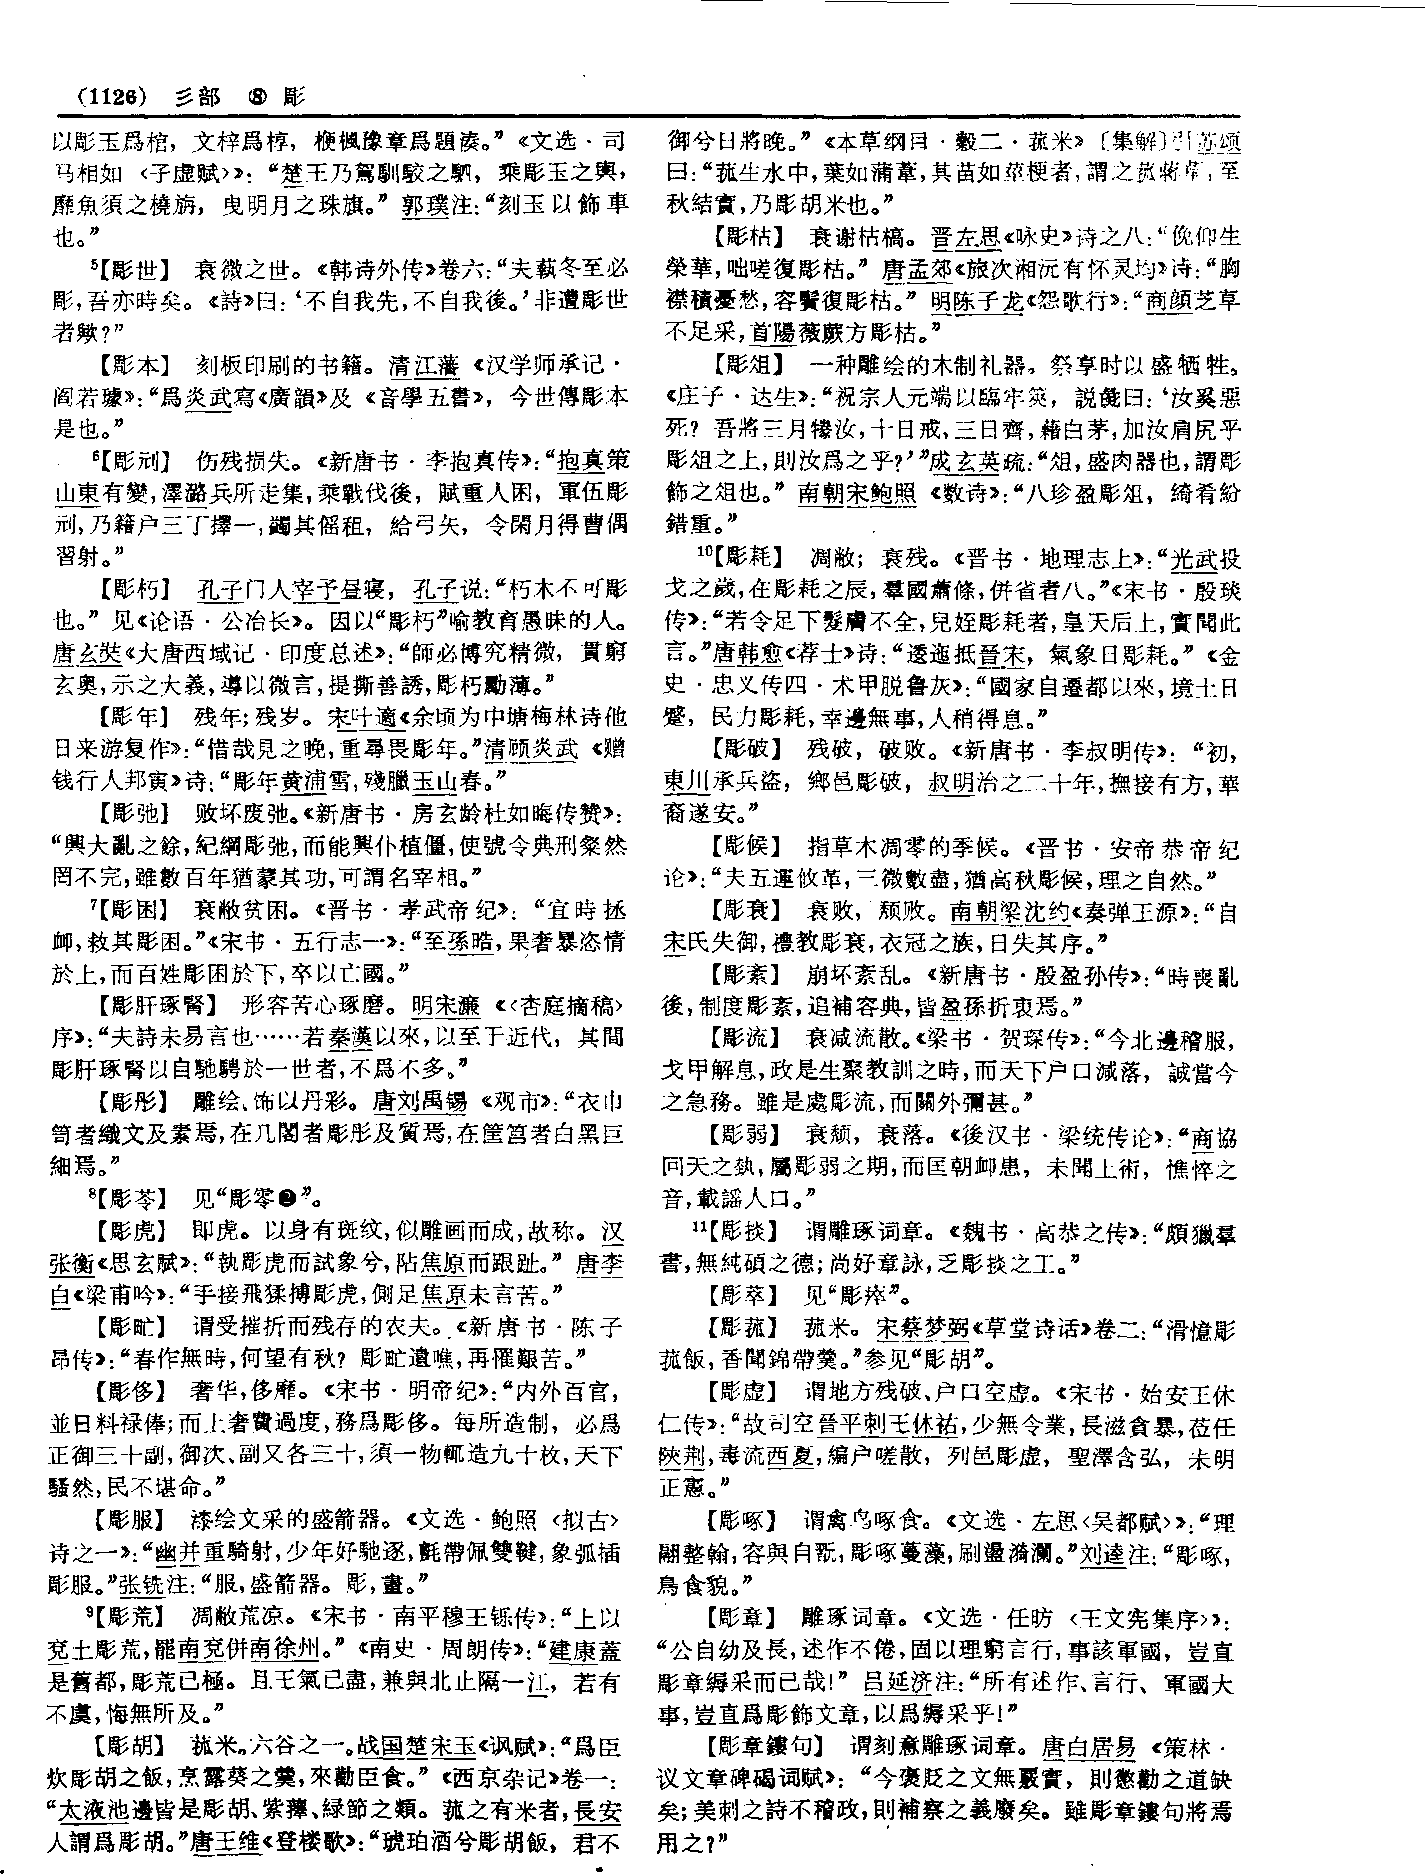 (1126) 彡部 ⑧ 彫
以彫玉爲棺，文梓爲椁，楩楓豫章爲題湊。”《文选·司
马相如〈子虚赋〉》：“楚王乃駕馴駮之駟，乘彫玉之輿，
靡魚須之橈旃，曳明月之珠旗。”郭璞注：“刻玉以飾車
也。”
⁵【彫世】 衰微之世。《韩诗外传》卷六：“夫蓺冬至必
彫，吾亦時矣。《詩》曰：‘不自我先，不自我後。’非遭彫世
者歟？”
【彫本】 刻板印刷的书籍。清江藩《汉学师承记·
阎若璩》：“爲炎武寫《廣韻》及《音學五書》，今世傳彫本
是也。”
⁶【彫刓】 伤残损失。《新唐书·李抱真传》：“抱真策
山東有變，澤潞兵所走集，乘戰伐後，賦重人困，軍伍彫
刓，乃籍户三丁擇一，蠲其傜租，給弓矢，令閑月得曹偶
習射。”
【彫朽】 孔子门人宰予昼寝，孔子说：“朽木不可彫
也。”见《论语·公冶长》。因以“彫朽”喻教育愚昧的人。
唐玄奘《大唐西域记·印度总述》：“師必博究精微，貫窮
玄奥，示之大義，導以微言，提撕善誘，彫朽勵薄。”
【彫年】 残年；残岁。宋叶適《余顷为中塘梅林诗他
日来游复作》：“惜哉見之晚，重尋畏彫年。”清顾炎武《赠
钱行人邦寅》诗：“彫年黄浦雪，殘臘玉山春。”
【彫弛】 败坏废弛。《新唐书·房玄龄杜如晦传赞》：
“興大亂之餘，紀綱彫弛，而能興仆植僵，使號令典刑粲然
罔不完，雖數百年猶蒙其功，可謂名宰相。”
⁷【彫困】 衰敝贫困。《晋书·孝武帝纪》：“宜時拯
卹，救其彫困。”《宋书·五行志一》：“至孫晧，果奢暴恣情
於上，而百姓彫困於下，卒以亡國。”
【彫肝琢腎】 形容苦心琢磨。明宋濂《〈杏庭摘稿〉
序》：“夫詩未易言也……若秦漢以來，以至于近代，其間
彫肝琢腎以自馳騁於一世者，不爲不多。”
【彫彤】 雕绘、饰以丹彩。唐刘禹锡《观市》：“衣巾
笥者織文及素焉，在几閣者彫彤及質焉，在筐筥者白黑巨
細焉。”
⁸【彫苓】 见“彫零❷”。
【彫虎】 即虎。以身有斑纹，似雕画而成，故称。汉
张衡《思玄赋》：“執彫虎而試象兮，阽焦原而跟趾。”唐李
白《梁甫吟》：“手接飛猱搏彫虎，側足焦原未言苦。”
【彫甿】 谓受摧折而残存的农夫。《新唐书·陈子
昂传》：“春作無時，何望有秋？彫甿遺噍，再罹艱苦。”
【彫侈】 奢华，侈靡。《宋书·明帝纪》：“内外百官，
並日料禄俸；而上奢費過度，務爲彫侈。每所造制，必爲
正御三十副，御次、副又各三十，須一物輒造九十枚，天下
騷然，民不堪命。”
【彫服】 漆绘文采的盛箭器。《文选·鲍照〈拟古〉
诗之一》：“幽并重騎射，少年好馳逐，氈帶佩雙鞬，象弧插
彫服。”张铣注：“服，盛箭器。彫，畫。”
⁹【彫荒】 凋敝荒凉。《宋书·南平穆王铄传》：“上以
兖土彫荒，罷南兖併南徐州。”《南史·周朗传》：“建康蓋
是舊都，彫荒已極。且王氣已盡，兼與北止隔一江，若有
不虞，悔無所及。”
【彫胡】 菰米。六谷之一。战国楚宋玉《讽赋》：“爲臣
炊彫胡之飯，烹露葵之羹，來勸臣食。”《西京杂记》卷一：
“太液池邊皆是彫胡、紫蘀、緑節之類。菰之有米者，長安
人謂爲彫胡。”唐王维《登楼歌》：“琥珀酒兮彫胡飯，君不
御兮日將晚。”《本草纲目·穀二·菰米》〔集解〕引苏颂
曰：“菰生水中，葉如蒲葦，其苗如莖梗者，謂之菰蔣草，至
秋結實，乃彫胡米也。”
【彫枯】 衰谢枯槁。晋左思《咏史》诗之八：“俛仰生
榮華，咄嗟復彫枯。”唐孟郊《旅次湘沅有怀灵均》诗：“胸
襟積憂愁，容鬢復彫枯。”明陈子龙《怨歌行》：“商顔芝草
不足采，首陽薇蕨方彫枯。”
【彫俎】 一种雕绘的木制礼器，祭享时以盛牺牲。
《庄子·达生》：“祝宗人元端以臨牢筴，説彘曰：‘汝奚惡
死？吾將三月㹖汝，十日戒，三日齊，藉白茅，加汝肩尻乎
彫俎之上，則汝爲之乎？’”成玄英疏：“俎，盛肉器也，謂彫
飾之俎也。”南朝宋鲍照《数诗》：“八珍盈彫俎，綺肴紛
錯重。”
¹⁰【彫耗】 凋敝；衰残。《晋书·地理志上》：“光武投
戈之歲，在彫耗之辰，羣國蕭條，併省者八。”《宋书·殷琰
传》：“若令足下髮膚不全，兒姪彫耗者，皇天后上，實聞此
言。”唐韩愈《荐士》诗：“逶迤抵晉宋，氣象日彫耗。”《金
史·忠义传四·术甲脱鲁灰》：“國家自遷都以來，境土日
蹙，民力彫耗，幸邊無事，人稍得息。”
【彫破】 残破，破败。《新唐书·李叔明传》：“初，
東川承兵盗，鄉邑彫破，叔明治之二十年，撫接有方，華
裔遂安。”
【彫候】 指草木凋零的季候。《晋书·安帝恭帝纪
论》：“夫五運攸革，三微數盡，猶高秋彫候，理之自然。”
【彫衰】 衰败，颓败。南朝梁沈约《奏弹王源》：“自
宋氏失御，禮教彫衰，衣冠之族，日失其序。”
【彫紊】 崩坏紊乱。《新唐书·殷盈孙传》：“時喪亂
後，制度彫紊，追補容典，皆盈孫折衷焉。”
【彫流】 衰减流散。《梁书·贺琛传》：“今北邊稽服，
戈甲解息，政是生聚教訓之時，而天下户口減落，誠當今
之急務。雖是處彫流，而關外彌甚。”
【彫弱】 衰颓，衰落。《後汉书·梁统传论》：“商協
回天之埶，屬彫弱之期，而匡朝卹患，未聞上術，憔悴之
音，載謡人口。”
¹¹【彫掞】 谓雕琢词章。《魏书·高恭之传》：“頗獵羣
書，無純碩之德；尚好章詠，乏彫掞之工。”
【彫萃】 见“彫瘁”。
【彫菰】 菰米。宋蔡梦弼《草堂诗话》卷二：“滑憶彫
菰飯，香聞錦帶羹。”参见“彫胡”。
【彫虚】 谓地方残破、户口空虚。《宋书·始安王休
仁传》：“故司空晉平刺王休祐，少無令業，長滋貪暴，莅任
陜荆，毒流西夏，編户嗟散，列邑彫虚，聖澤含弘，未明
正憲。”
【彫啄】 谓禽鸟啄食。《文选·左思〈吴都赋〉》：“理
翮整翰，容與自翫，彫啄蔓藻，刷盪漪瀾。”刘逵注：“彫啄，
鳥食貌。”
【彫章】 雕琢词章。《文选·任昉〈王文宪集序〉》：
“公自幼及長，述作不倦，固以理窮言行，事該軍國，豈直
彫章縟采而已哉！”吕延济注：“所有述作、言行、軍國大
事，豈直爲彫飾文章，以爲縟采乎！”
【彫章鏤句】 谓刻意雕琢词章。唐白居易《策林·
议文章碑碣词赋》：“今褒貶之文無覈實，則懲勸之道缺
矣；美刺之詩不稽政，則補察之義廢矣。雖彫章鏤句將焉
用之？”